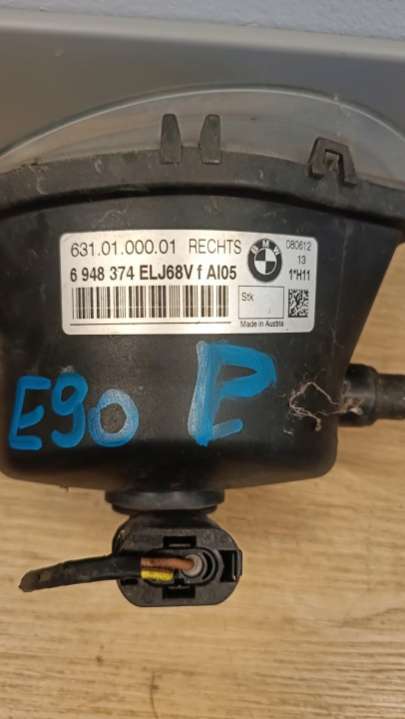 631.01.000.01 RECHTS
6 948 374 ELJ68V f AI05
BMW
080612
13
1*H11
Stk
Made in Austria
E90 P